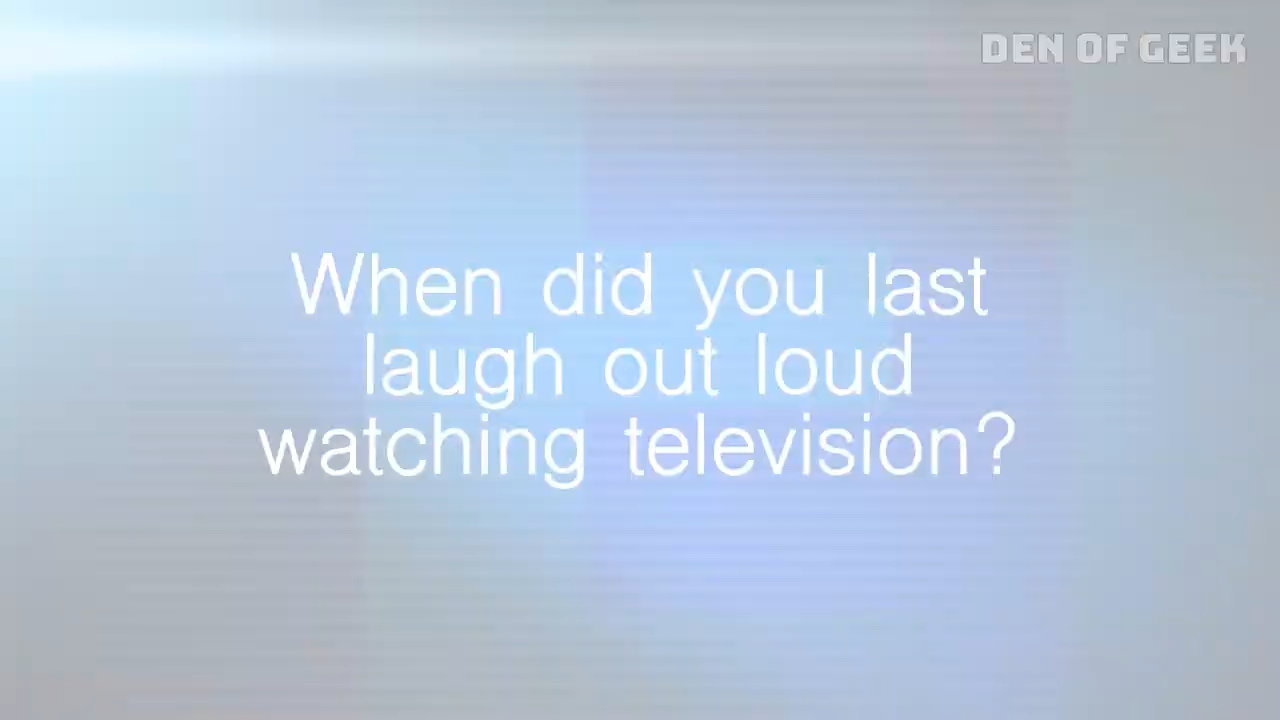 DEN OF GEEK
When did you last
laugh out loud
watching television?